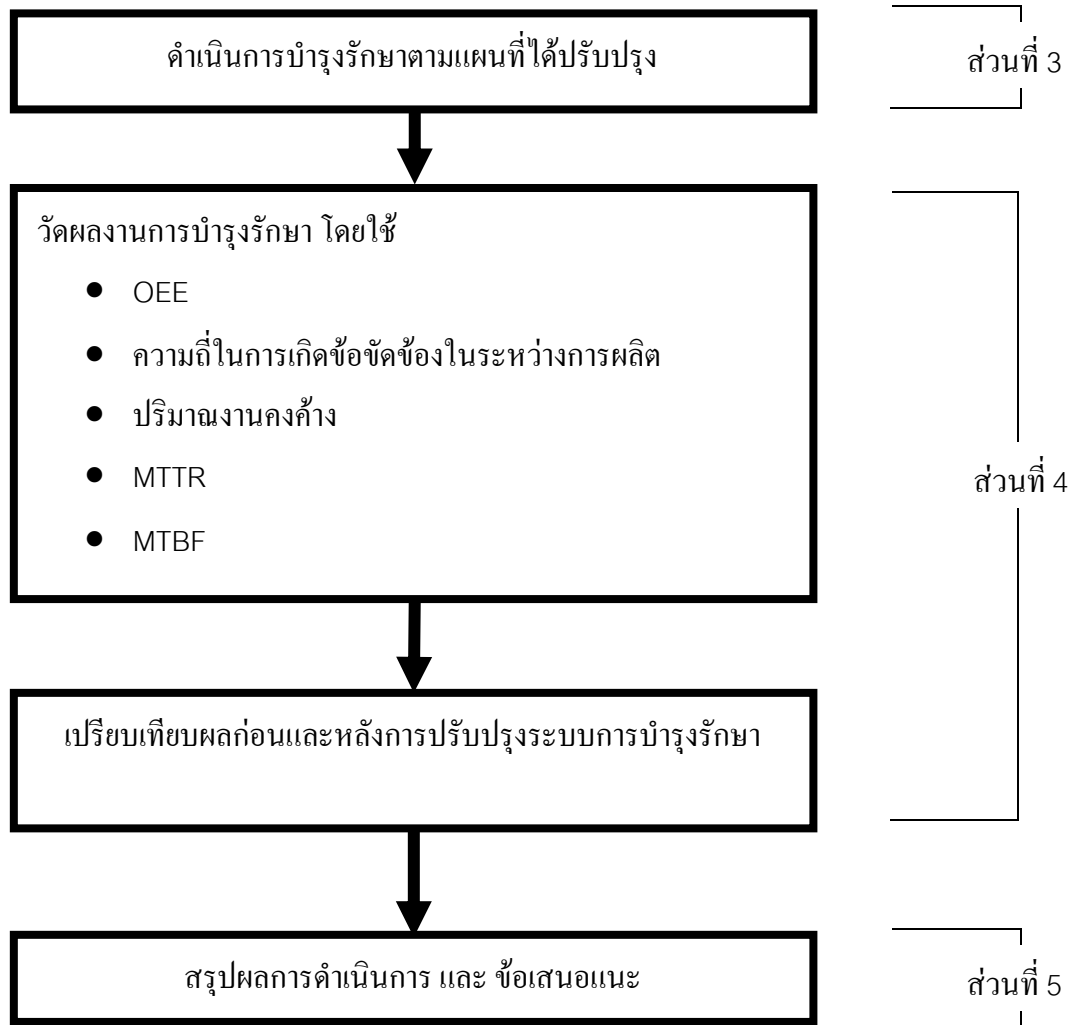 ดำเนินการบำรุงรักษาตามแผนที่ได้ปรับปรุง
ส่วนที่ 3
วัดผลงานการบำรุงรักษา โดยใช้
● OEE
● ความถี่ในการเกิดข้อขัดข้องในระหว่างการผลิต
● ปริมาณงานคงค้าง
● MTTR
● MTBF
ส่วนที่ 4
เปรียบเทียบผลก่อนและหลังการปรับปรุงระบบการบำรุงรักษา
สรุปผลการดำเนินการ และ ข้อเสนอแนะ
ส่วนที่ 5